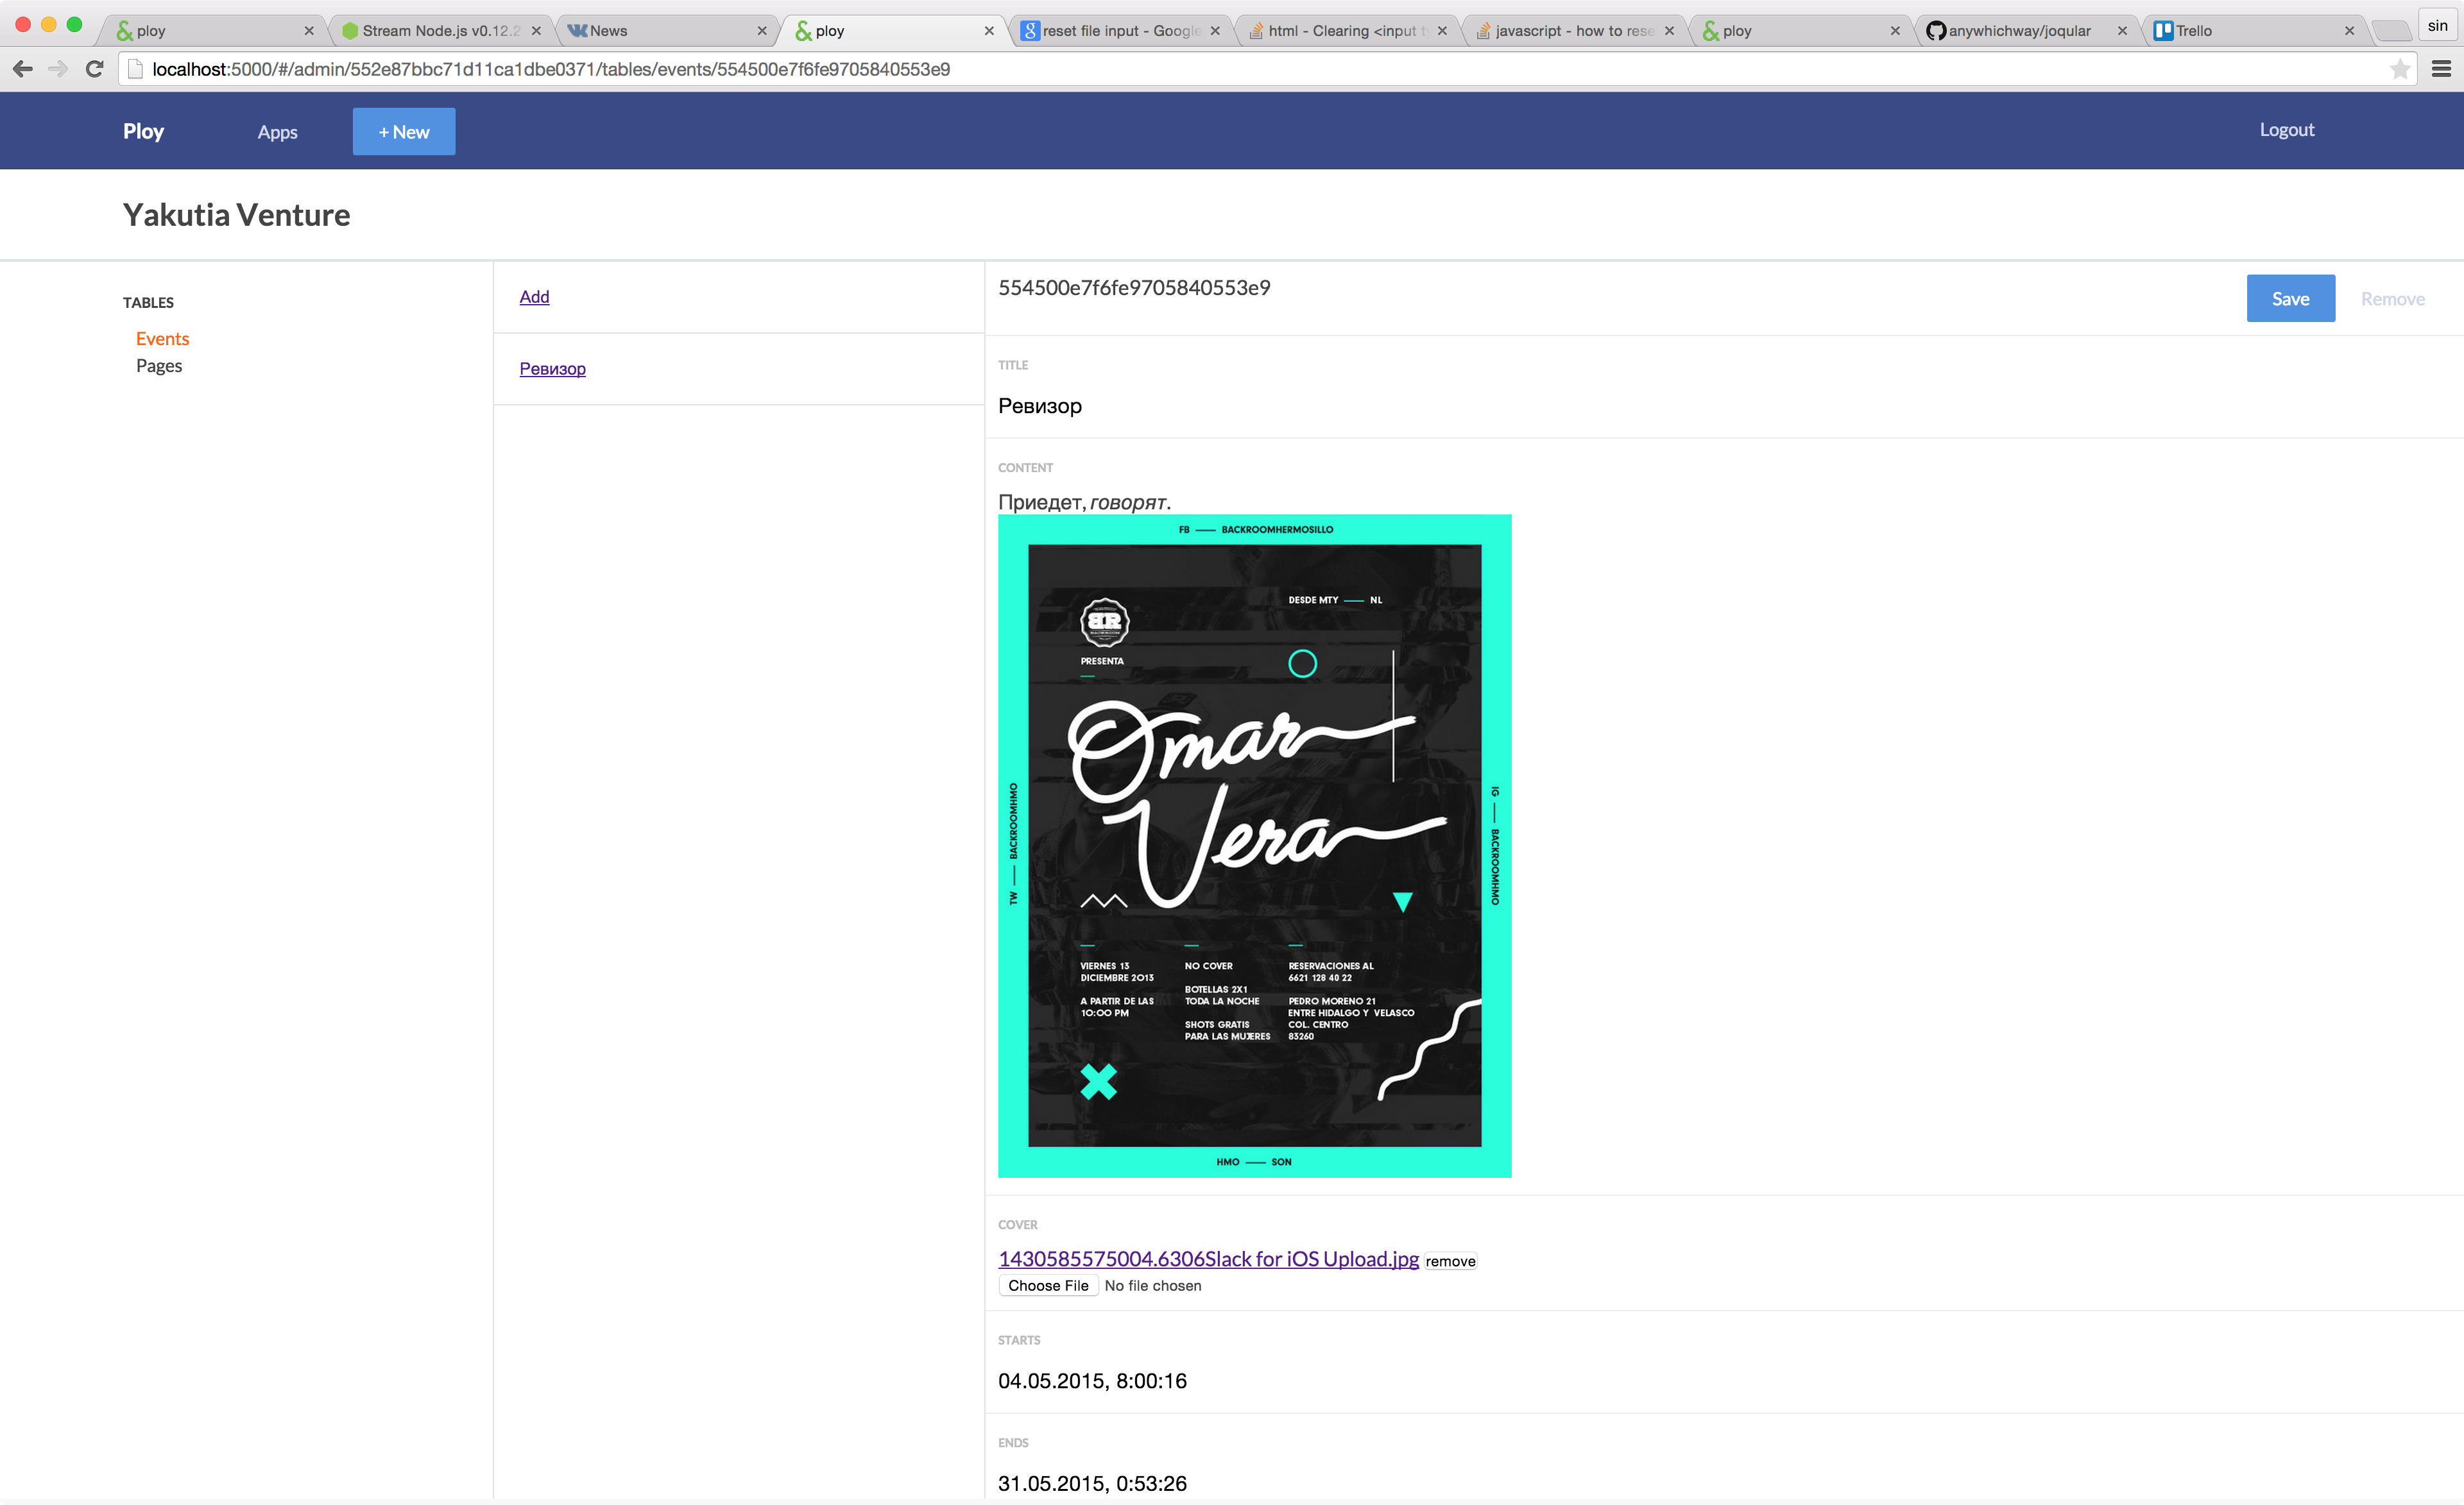 ploy
Stream Node.js v0.12.2
News
ploy
reset file input - Google
html - Clearing <input t
javascript - how to rese
ploy
anywhichway/joqular
Trello
sin
localhost:5000/#/admin/552e87bbc71d11ca1dbe0371/tables/events/554500e7f6fe9705840553e9
Ploy
Apps
+ New
Logout
Yakutia Venture
TABLES
Events
Pages
Add
Ревизор
554500e7f6fe9705840553e9
Save
Remove
TITLE
Ревизор
CONTENT
Приедет, говорят.
FB — BACKROOMHERMOSILLO
DESDE MTY — NL
BR
PRESENTA
Omar
Vera
TW — BACKROOMHMO
IG — BACKROOMHMO
VIERNES 13
DICIEMBRE 2013
A PARTIR DE LAS
10:00 PM
NO COVER
BOTELLAS 2X1
TODA LA NOCHE
SHOTS GRATIS
PARA LAS MUJERES
RESERVACIONES AL
6621 128 40 22
PEDRO MORENO 21
ENTRE HIDALGO Y VELASCO
COL. CENTRO
83260
HMO — SON
COVER
1430585575004.6306Slack for iOS Upload.jpg remove
Choose File No file chosen
STARTS
04.05.2015, 8:00:16
ENDS
31.05.2015, 0:53:26